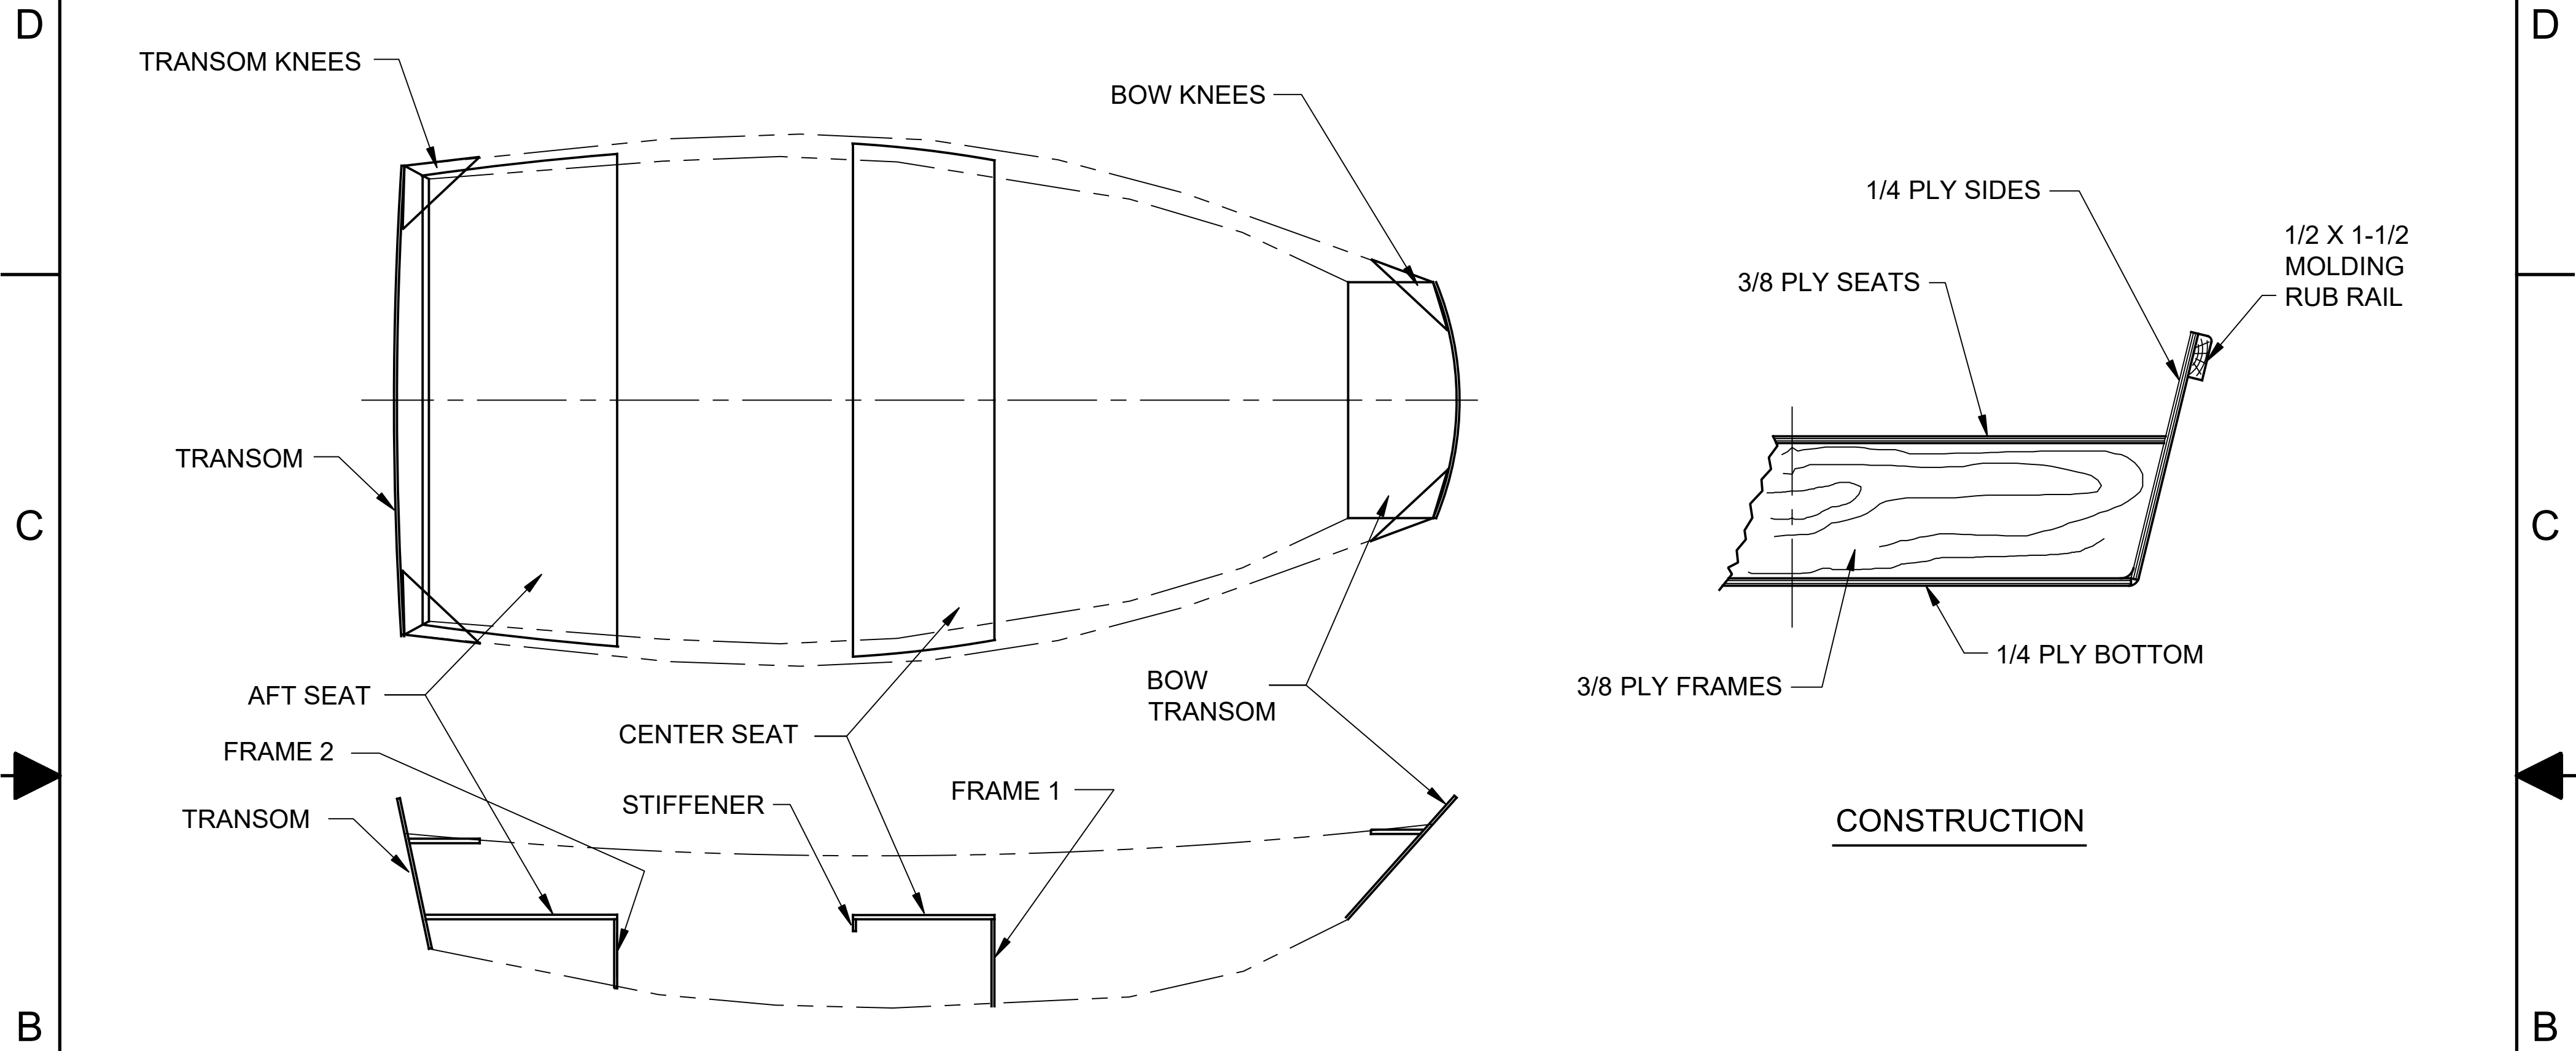 D
D
TRANSOM KNEES
BOW KNEES
1/4 PLY SIDES
1/2 X 1-1/2
MOLDING
RUB RAIL
3/8 PLY SEATS
TRANSOM
C
C
1/4 PLY BOTTOM
3/8 PLY FRAMES
AFT SEAT
BOW
TRANSOM
CENTER SEAT
FRAME 2
FRAME 1
STIFFENER
TRANSOM
CONSTRUCTION
B
B